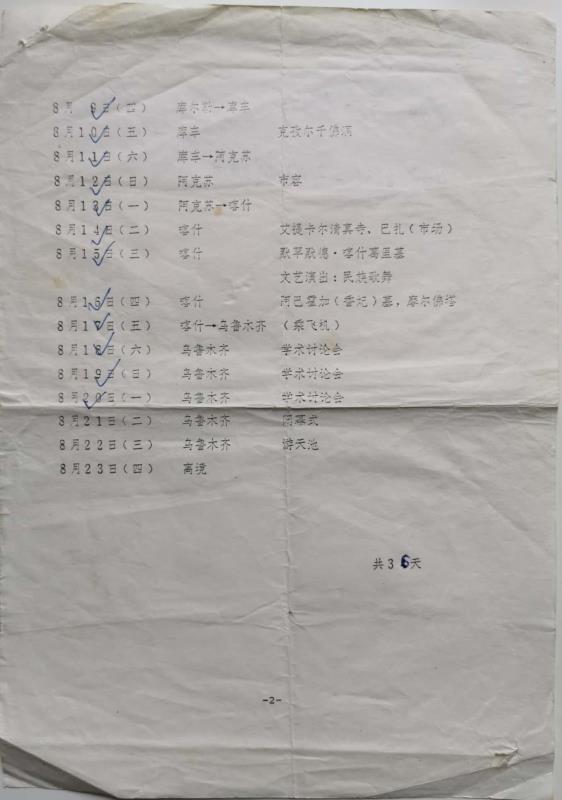 8月 9日(四) 库尔勒→库车
8月10日(五) 库车 克孜尔千佛洞
8月11日(六) 库车→阿克苏
8月12日(日) 阿克苏 市容
8月13日(一) 阿克苏→喀什
8月14日(二) 喀什 艾提卡尔清真寺、巴扎(市场)
8月15日(三) 喀什 默罕默德·喀什葛里墓
文艺演出:民族歌舞
8月16日(四) 喀什 阿巴霍加(香妃)墓,摩尔佛塔
8月17日(五) 喀什→乌鲁木齐 (乘飞机)
8月18日(六) 乌鲁木齐 学术讨论会
8月19日(日) 乌鲁木齐 学术讨论会
8月20日(一) 乌鲁木齐 学术讨论会
8月21日(二) 乌鲁木齐 闭幕式
8月22日(三) 乌鲁木齐 游天池
8月23日(四) 离境
共36天
-2-